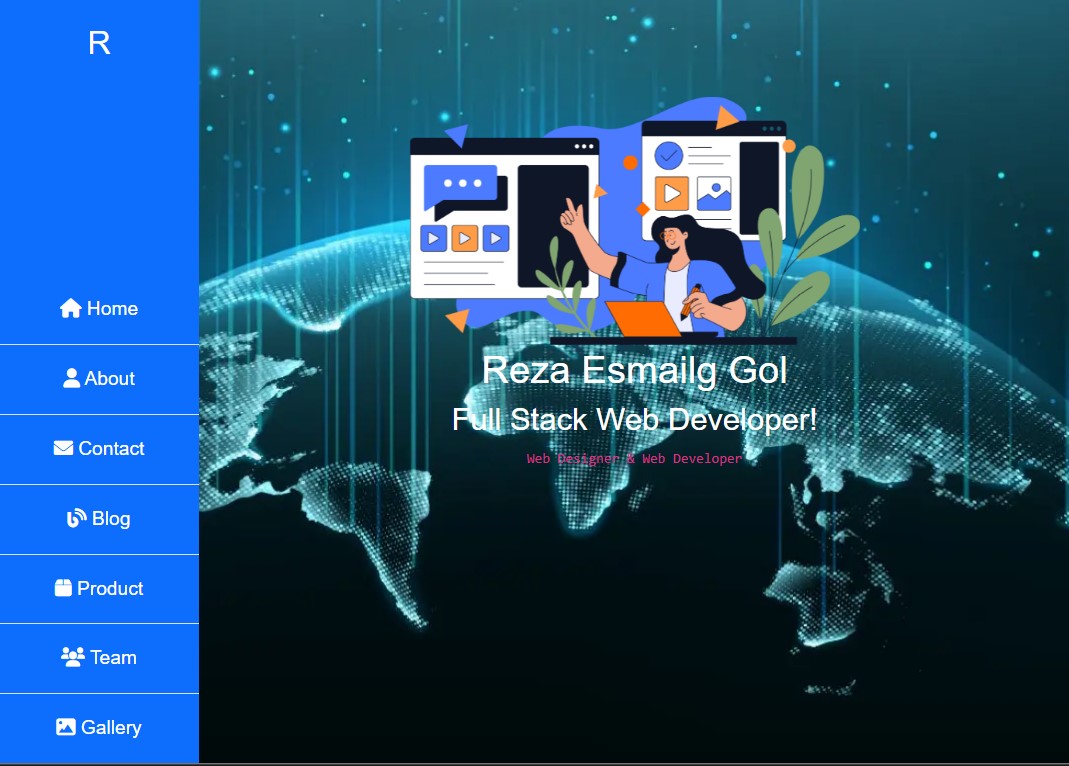 R
Home
About
Contact
Blog
Product
Team
Gallery
Reza Esmailg Gol
Full Stack Web Developer!
Web Designer & Web Developer